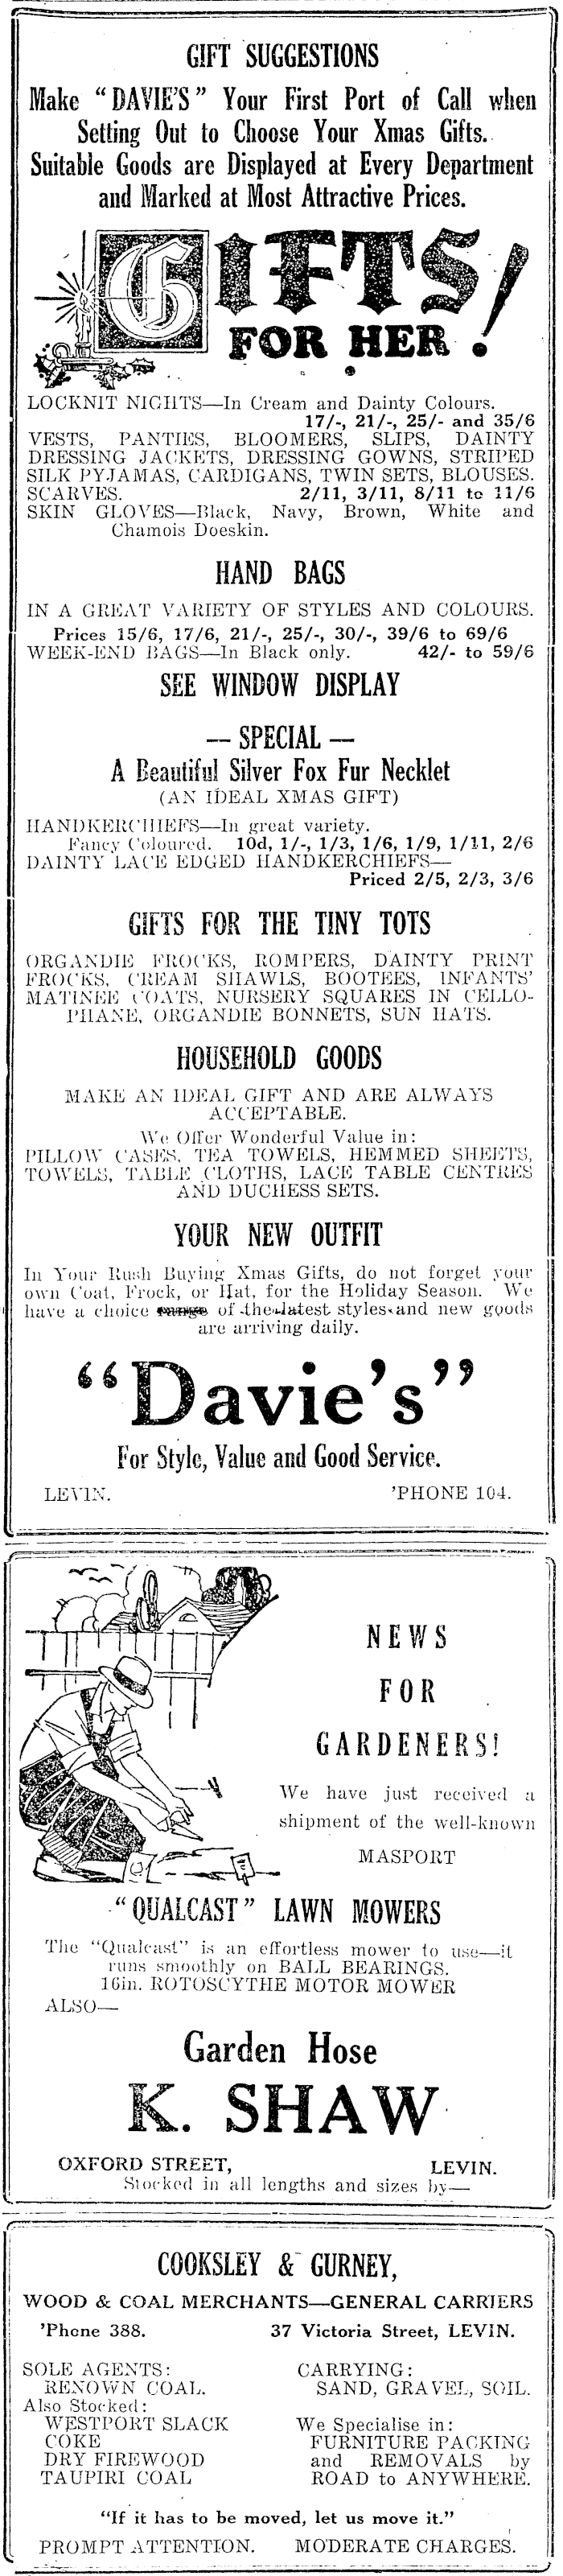 GIFT SUGGESTIONS
Make "DAVIE'S" Your First Port of Call when
Setting Out to Choose Your Xmas Gifts.
Suitable Goods are Displayed at Every Department
and Marked at Most Attractive Prices.
GIFTS!
FOR HER
LOCKNIT NIGHTS—In Cream and Dainty Colours.
17/-, 21/-, 25/- and 35/6
VESTS, PANTIES, BLOOMERS, SLIPS, DAINTY
DRESSING JACKETS, DRESSING GOWNS, STRIPED
SILK PYJAMAS, CARDIGANS, TWIN SETS, BLOUSES.
SCARVES. 2/11, 3/11, 8/11 to 11/6
SKIN GLOVES—Black, Navy, Brown, White and
Chamois Doeskin.
HAND BAGS
IN A GREAT VARIETY OF STYLES AND COLOURS.
Prices 15/6, 17/6, 21/-, 25/-, 30/-, 39/6 to 69/6
WEEK-END BAGS—In Black only. 42/- to 59/6
SEE WINDOW DISPLAY
— SPECIAL —
A Beautiful Silver Fox Fur Necklet
(AN IDEAL XMAS GIFT)
HANDKERCHIEFS—In great variety.
Fancy Coloured. 10d, 1/-, 1/3, 1/6, 1/9, 1/11, 2/6
DAINTY LACE EDGED HANDKERCHIEFS—
Priced 2/5, 2/3, 3/6
GIFTS FOR THE TINY TOTS
ORGANDIE FROCKS, ROMPERS, DAINTY PRINT
FROCKS, CREAM SHAWLS, BOOTEES, INFANTS'
MATINEE COATS, NURSERY SQUARES IN CELLO-
PHANE, ORGANDIE BONNETS, SUN HATS.
HOUSEHOLD GOODS
MAKE AN IDEAL GIFT AND ARE ALWAYS
ACCEPTABLE.
We Offer Wonderful Value in:
PILLOW CASES, TEA TOWELS, HEMMED SHEETS,
TOWELS, TABLE CLOTHS, LACE TABLE CENTRES
AND DUCHESS SETS.
YOUR NEW OUTFIT
In Your Rush Buying Xmas Gifts, do not forget your
own Coat, Frock, or Hat, for the Holiday Season. We
have a choice range of the latest styles and new goods
are arriving daily.
"Davie's"
For Style, Value and Good Service.
LEVIN. 'PHONE 104.
NEWS
FOR
GARDENERS!
We have just received a
shipment of the well-known
MASPORT
"QUALCAST" LAWN MOWERS
The "Qualcast" is an effortless mower to use—it
runs smoothly on BALL BEARINGS.
16in. ROTOSCYTHE MOTOR MOWER
ALSO—
Garden Hose
K. SHAW
OXFORD STREET, LEVIN.
Stocked in all lengths and sizes by—
COOKSLEY & GURNEY,
WOOD & COAL MERCHANTS—GENERAL CARRIERS
'Phone 388. 37 Victoria Street, LEVIN.
SOLE AGENTS:
RENOWN COAL.
Also Stocked:
WESTPORT SLACK
COKE
DRY FIREWOOD
TAUPIRI COAL
CARRYING:
SAND, GRAVEL, SOIL.
We Specialise in:
FURNITURE PACKING
and REMOVALS by
ROAD to ANYWHERE.
"If it has to be moved, let us move it."
PROMPT ATTENTION. MODERATE CHARGES.